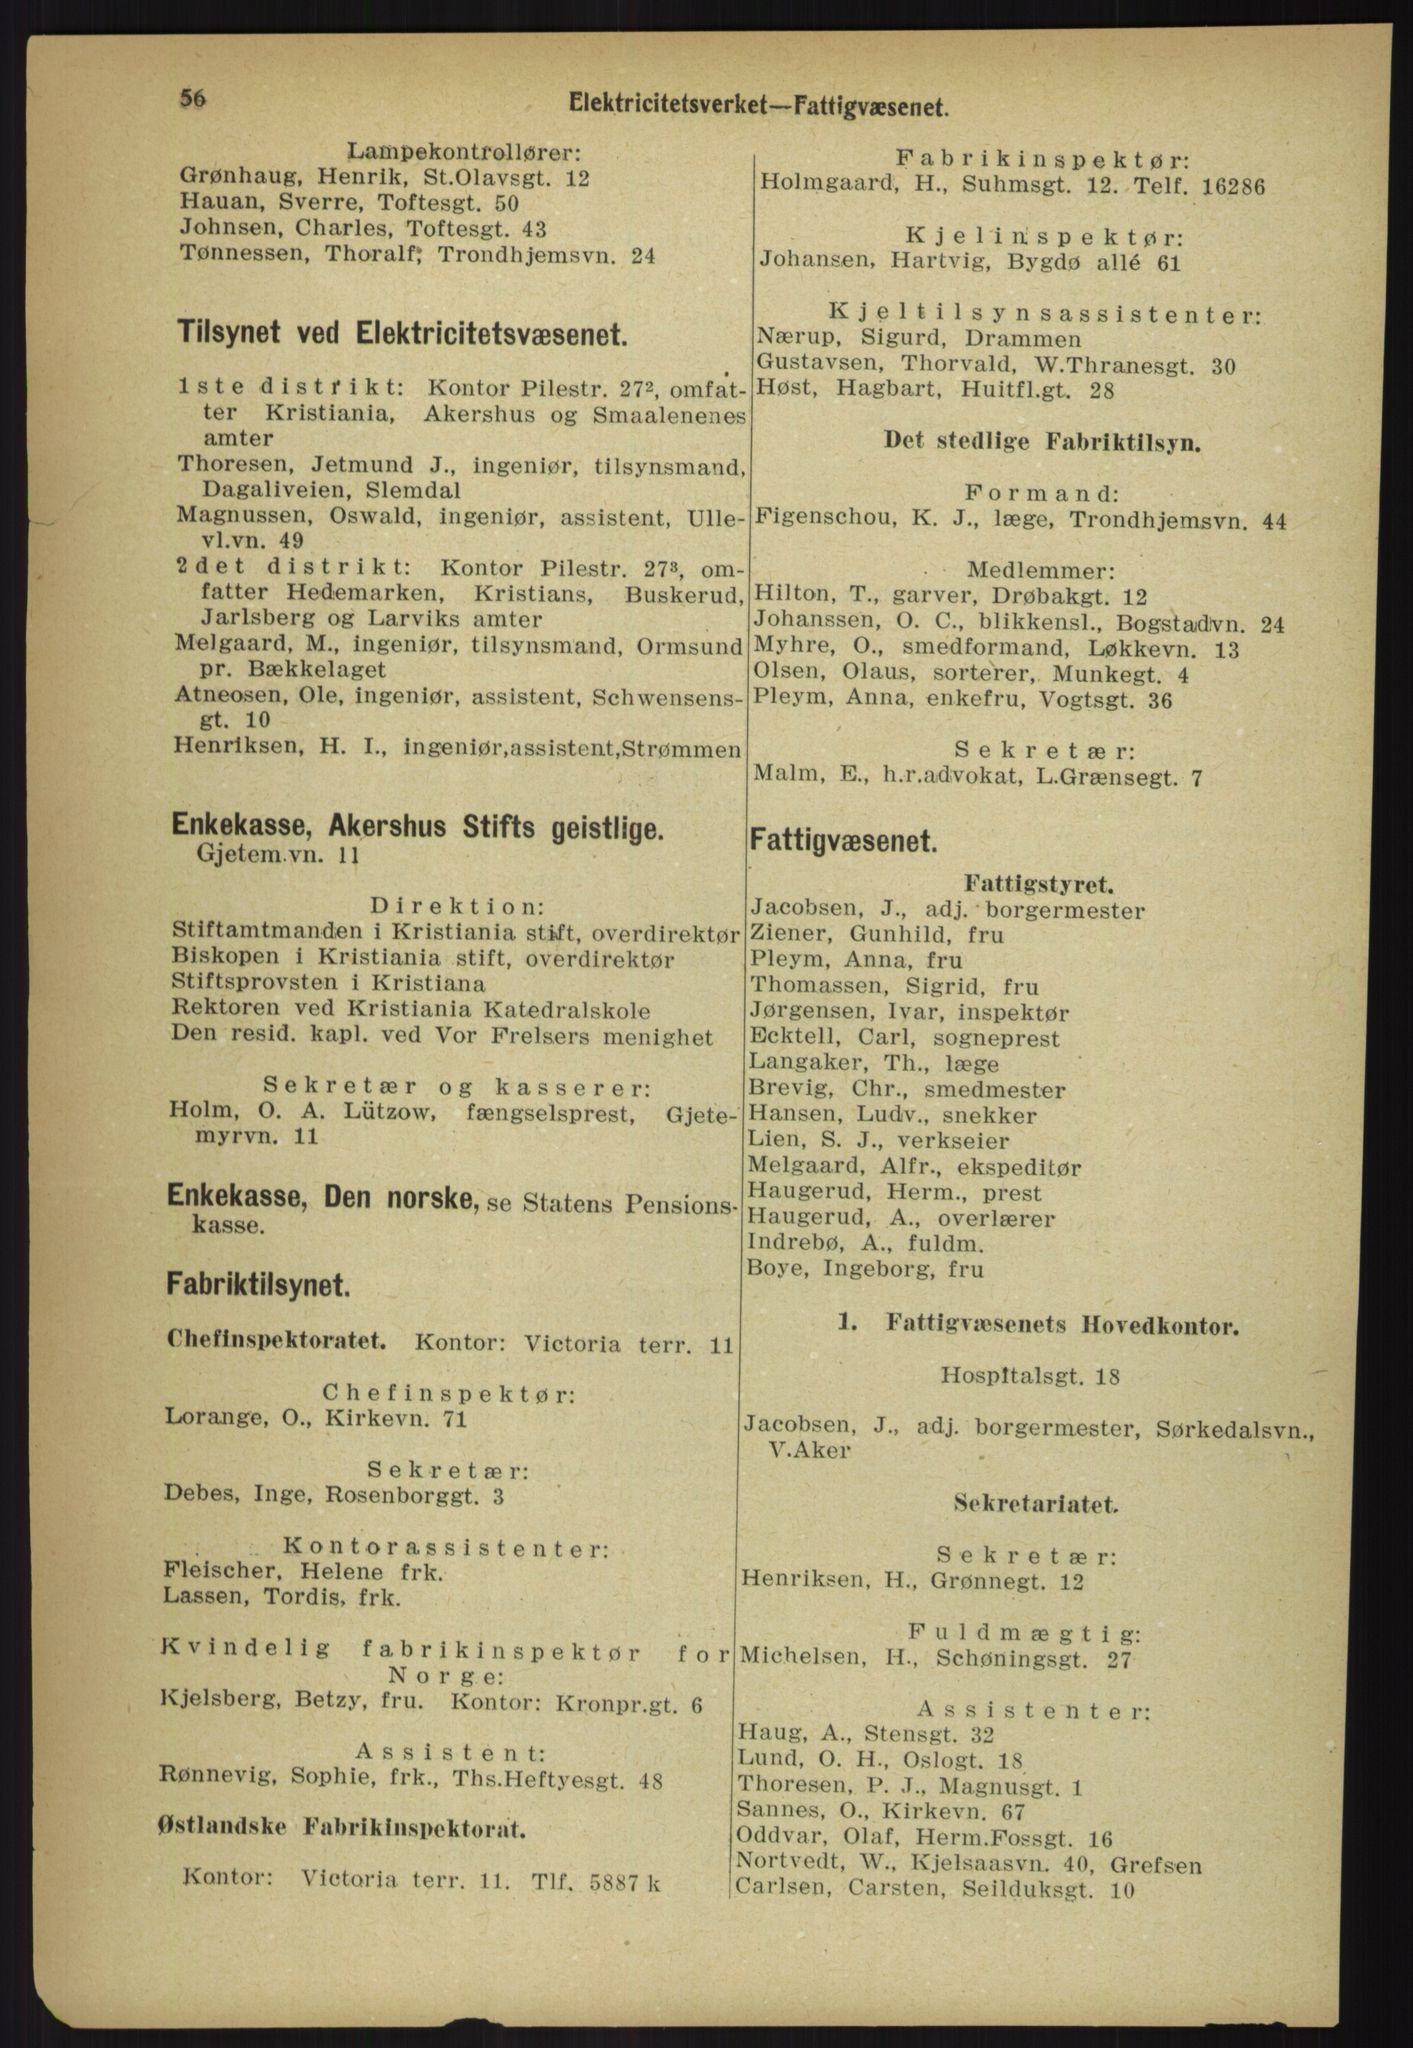 56
Elektricitetsverket—Fattigvæsenet.
Lampekontrollører:
Grønhaug, Henrik, St.Olavsgt. 12
Hauan, Sverre, Toftesgt. 50
Johnsen, Charles, Toftesgt. 43
Tønnessen, Thoralf, Trondhjemsvn. 24
Tilsynet ved Elektricitetsvæsenet.
1ste distrikt: Kontor Pilestr. 27², omfat-
ter Kristiania, Akershus og Smaalenenes
amter
Thoresen, Jetmund J., ingeniør, tilsynsmand,
Dagaliveien, Slemdal
Magnussen, Oswald, ingeniør, assistent, Ulle-
vl.vn. 49
2det distrikt: Kontor Pilestr. 27³, om-
fatter Hedemarken, Kristians, Buskerud,
Jarlsberg og Larviks amter
Melgaard, M., ingeniør, tilsynsmand, Ormsund
pr. Bækkelaget
Atneosen, Ole, ingeniør, assistent, Schwensens-
gt. 10
Henriksen, H. I., ingeniør,assistent,Strømmen
Enkekasse, Akershus Stifts geistlige.
Gjetem.vn. 11
Direktion:
Stiftamtmanden i Kristiania stift, overdirektør
Biskopen i Kristiania stift, overdirektør
Stiftsprovsten i Kristiana
Rektoren ved Kristiania Katedralskole
Den resid. kapl. ved Vor Frelsers menighet
Sekretær og kasserer:
Holm, O. A. Lützow, fængselsprest, Gjete-
myrvn. 11
Enkekasse, Den norske, se Statens Pensions-
kasse.
Fabriktilsynet.
Chefinspektoratet. Kontor: Victoria terr. 11
Chefinspektør:
Lorange, O., Kirkevn. 71
Sekretær:
Debes, Inge, Rosenborggt. 3
Kontorassistenter:
Fleischer, Helene frk.
Lassen, Tordis, frk.
Kvindelig fabrikinspektør for
Norge:
Kjelsberg, Betzy, fru. Kontor: Kronpr.gt. 6
Assistent:
Rønnevig, Sophie, frk., Ths.Heftyesgt. 48
Østlandske Fabrikinspektorat.
Kontor: Victoria terr. 11. Tlf. 5887 k
Fabrikinspektør:
Holmgaard, H., Suhmsgt. 12. Telf. 16286
Kjelinspektør:
Johansen, Hartvig, Bygdø allé 61
Kjeltilsynsassistenter:
Nærup, Sigurd, Drammen
Gustavsen, Thorvald, W.Thranesgt. 30
Høst, Hagbart, Huitfl.gt. 28
Det stedlige Fabriktilsyn.
Formand:
Figenschou, K. J., læge, Trondhjemsvn. 44
Medlemmer:
Hilton, T., garver, Drøbakgt. 12
Johanssen, O. C., blikkensl., Bogstadvn. 24
Myhre, O., smedformand, Løkkevn. 13
Olsen, Olaus, sorterer, Munkegt. 4
Pleym, Anna, enkefru, Vogtsgt. 36
Sekretær:
Malm, E., h.r.advokat, L.Grænsegt. 7
Fattigvæsenet.
Fattigstyret.
Jacobsen, J., adj. borgermester
Ziener, Gunhild, fru
Pleym, Anna, fru
Thomassen, Sigrid, fru
Jørgensen, Ivar, inspektør
Ecktell, Carl, sogneprest
Langaker, Th., læge
Brevig, Chr., smedmester
Hansen, Ludv., snekker
Lien, S. J., verkseier
Melgaard, Alfr., ekspeditør
Haugerud, Herm., prest
Haugerud, A., overlærer
Indrebø, A., fuldm.
Boye, Ingeborg, fru
1. Fattigvæsenets Hovedkontor.
Hospitalsgt. 18
Jacobsen, J., adj. borgermester, Sørkedalsvn.,
V.Aker
Sekretariatet.
Sekretær:
Henriksen, H., Grønnegt. 12
Fuldmægtig:
Michelsen, H., Schøningsgt. 27
Assistenter:
Haug, A., Stensgt. 32
Lund, O. H., Oslogt. 18
Thoresen, P. J., Magnusgt. 1
Sannes, O., Kirkevn. 67
Oddvar, Olaf, Herm.Fossgt. 16
Nortvedt, W., Kjelsaasvn. 40, Grefsen
Carlsen, Carsten, Seilduksgt. 10